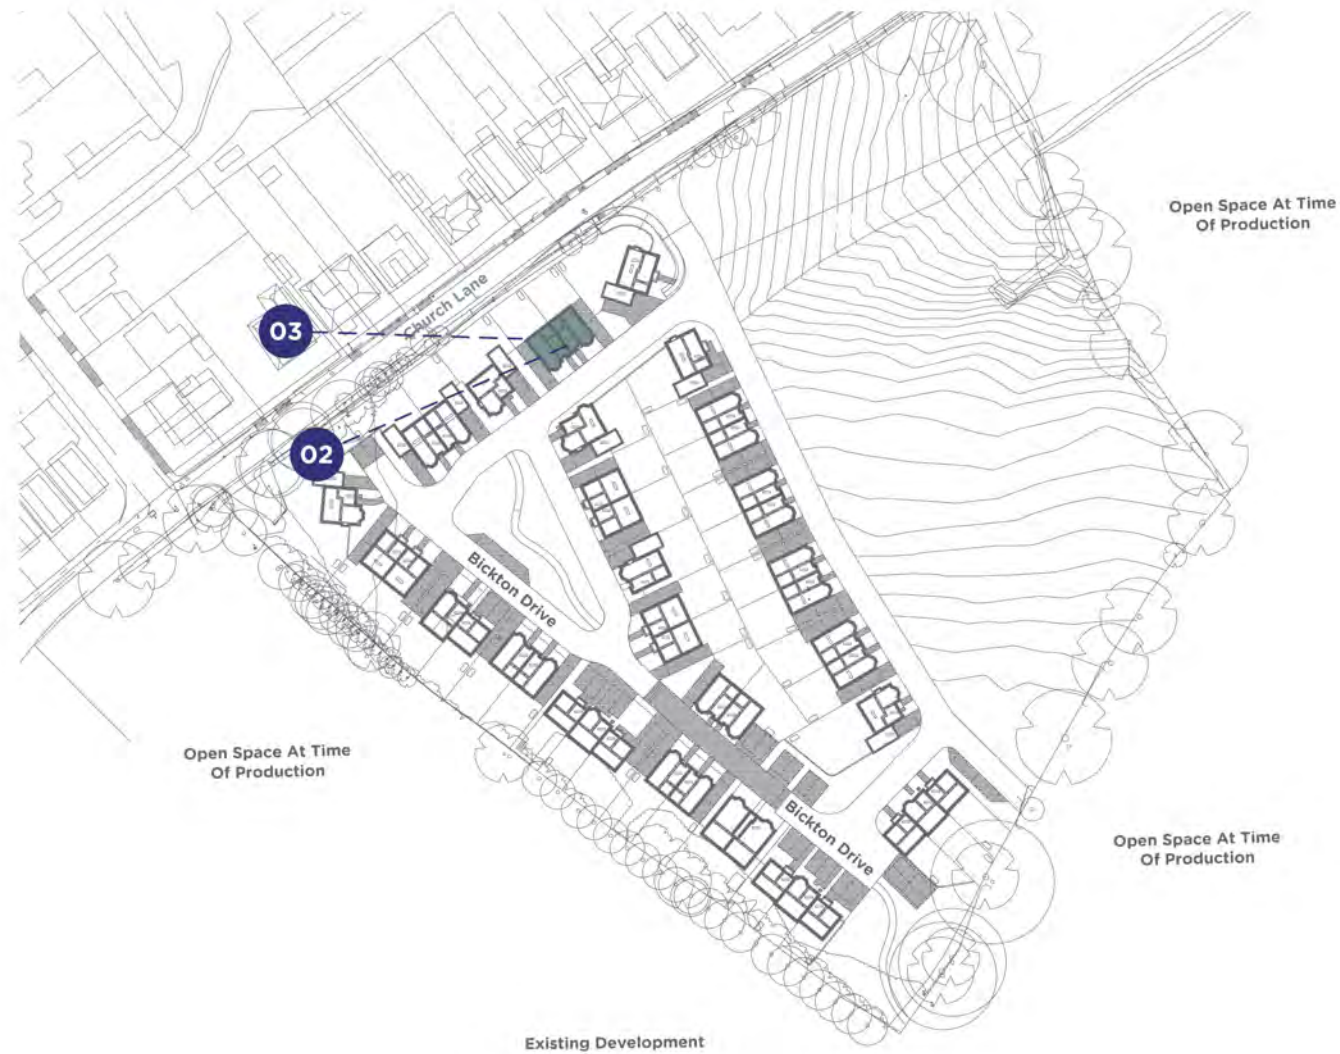 Open Space At Time
Of Production
Church Lane
03
02
Bickton Drive
Open Space At Time
Of Production
Bickton Drive
Open Space At Time
Of Production
Existing Development